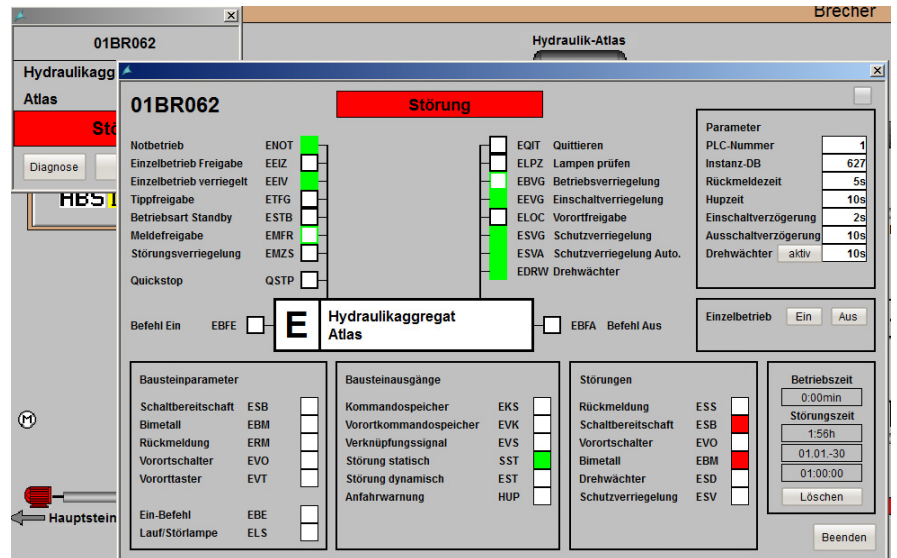 Brecher
01BR062
Hydraulik-Atlas
Hydraulikagg
Atlas
Diagnose
HBS
Hauptstein
01BR062
Störung
Notbetrieb ENOT
Einzelbetrieb Freigabe EEIZ
Einzelbetrieb verriegelt EEIV
Tippfreigabe ETFG
Betriebsart Standby ESTB
Meldefreigabe EMFR
Störungsverriegelung EMZS
Quickstop QSTP
EQIT Quittieren
ELPZ Lampen prüfen
EBVG Betriebsverriegelung
EEVG Einschaltverriegelung
ELOC Vorortfreigabe
ESVG Schutzverriegelung
ESVA Schutzverriegelung Auto.
EDRW Drehwächter
Parameter
PLC-Nummer 1
Instanz-DB 627
Rückmeldezeit 5s
Hupzeit 10s
Einschaltverzögerung 2s
Ausschaltverzögerung 10s
Drehwächter aktiv 10s
Befehl Ein EBFE
E
Hydraulikaggregat
Atlas
EBFA Befehl Aus
Einzelbetrieb Ein Aus
Bausteinparameter
Schaltbereitschaft ESB
Bimetall EBM
Rückmeldung ERM
Vorortschalter EVO
Vororttaster EVT
Ein-Befehl EBE
Lauf/Störlampe ELS
Bausteinausgänge
Kommandospeicher EKS
Vorortkommandospeicher EVK
Verknüpfungssignal EVS
Störung statisch SST
Störung dynamisch EST
Anfahrwarnung HUP
Störungen
Rückmeldung ESS
Schaltbereitschaft ESB
Vorortschalter EVO
Bimetall EBM
Drehwächter ESD
Schutzverriegelung ESV
Betriebszeit
0:00min
Störungszeit
1:56h
01.01.-30
01:00:00
Löschen
Beenden
M